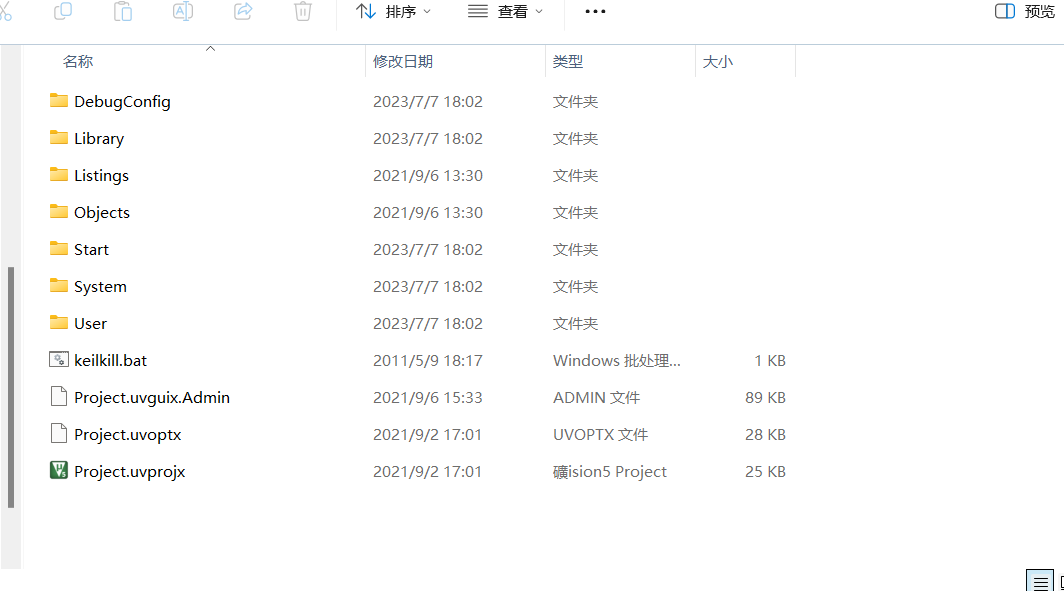 排序 查看 预览
名称 修改日期 类型 大小
DebugConfig 2023/7/7 18:02 文件夹
Library 2023/7/7 18:02 文件夹
Listings 2021/9/6 13:30 文件夹
Objects 2021/9/6 13:30 文件夹
Start 2023/7/7 18:02 文件夹
System 2023/7/7 18:02 文件夹
User 2023/7/7 18:02 文件夹
keilkill.bat 2011/5/9 18:17 Windows 批处理... 1 KB
Project.uvguix.Admin 2021/9/6 15:33 ADMIN 文件 89 KB
Project.uvoptx 2021/9/2 17:01 UVOPTX 文件 28 KB
Project.uvprojx 2021/9/2 17:01 礦ision5 Project 25 KB